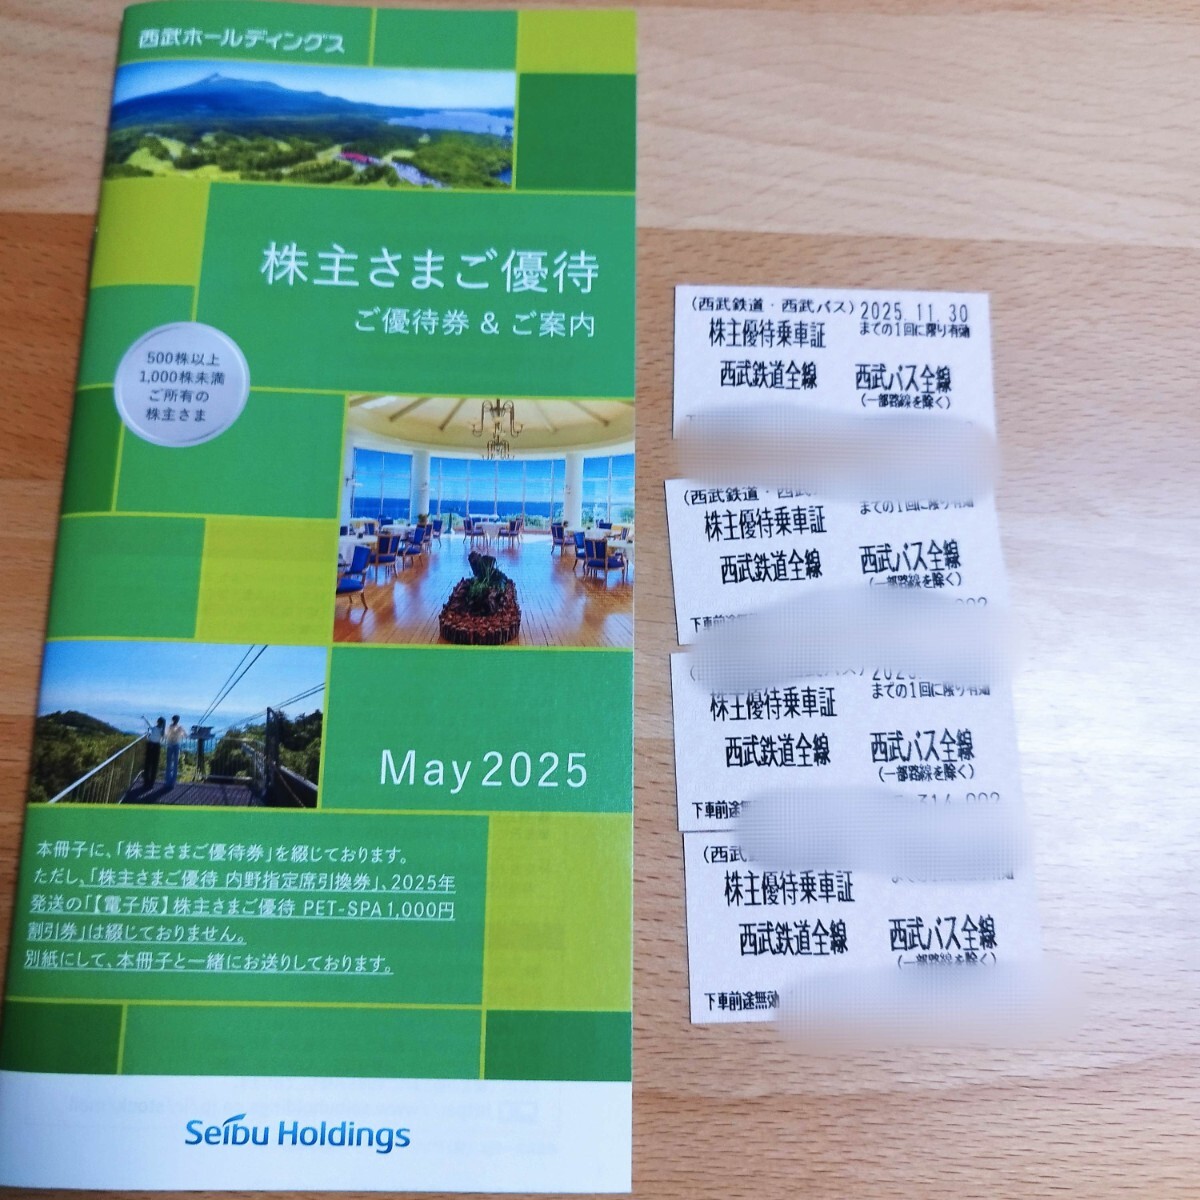 西武ホールディングス
株主さまご優待
ご優待券 & ご案内
500株以上
1,000株未満
ご所有の
株主さま
May 2025
本冊子に、「株主さまご優待券」を綴じております。
ただし、「株主さまご優待 内野指定席引換券」、2025年
発送の「【電子版】株主さまご優待 PET-SPA 1,000円
割引券」は綴じておりません。
別紙にして、本冊子と一緒にお送りしております。
Seibu Holdings
(西武鉄道・西武バス) 2025.11.30
株主優待乗車証 までの1回に限り有効
西武鉄道全線 西武バス全線
(一部路線を除く)
(西武鉄道・西武
株主優待乗車証 までの1回に限り有効
西武鉄道全線 西武バス全線
(一部路線を除く)
下車前途
株主優待乗車証 までの1回に限り有効
西武鉄道全線 西武バス全線
(一部路線を除く)
下車前途無
(西武
株主優待乗車証
西武鉄道全線 西武バス全線
(一部路線を除く)
下車前途無効